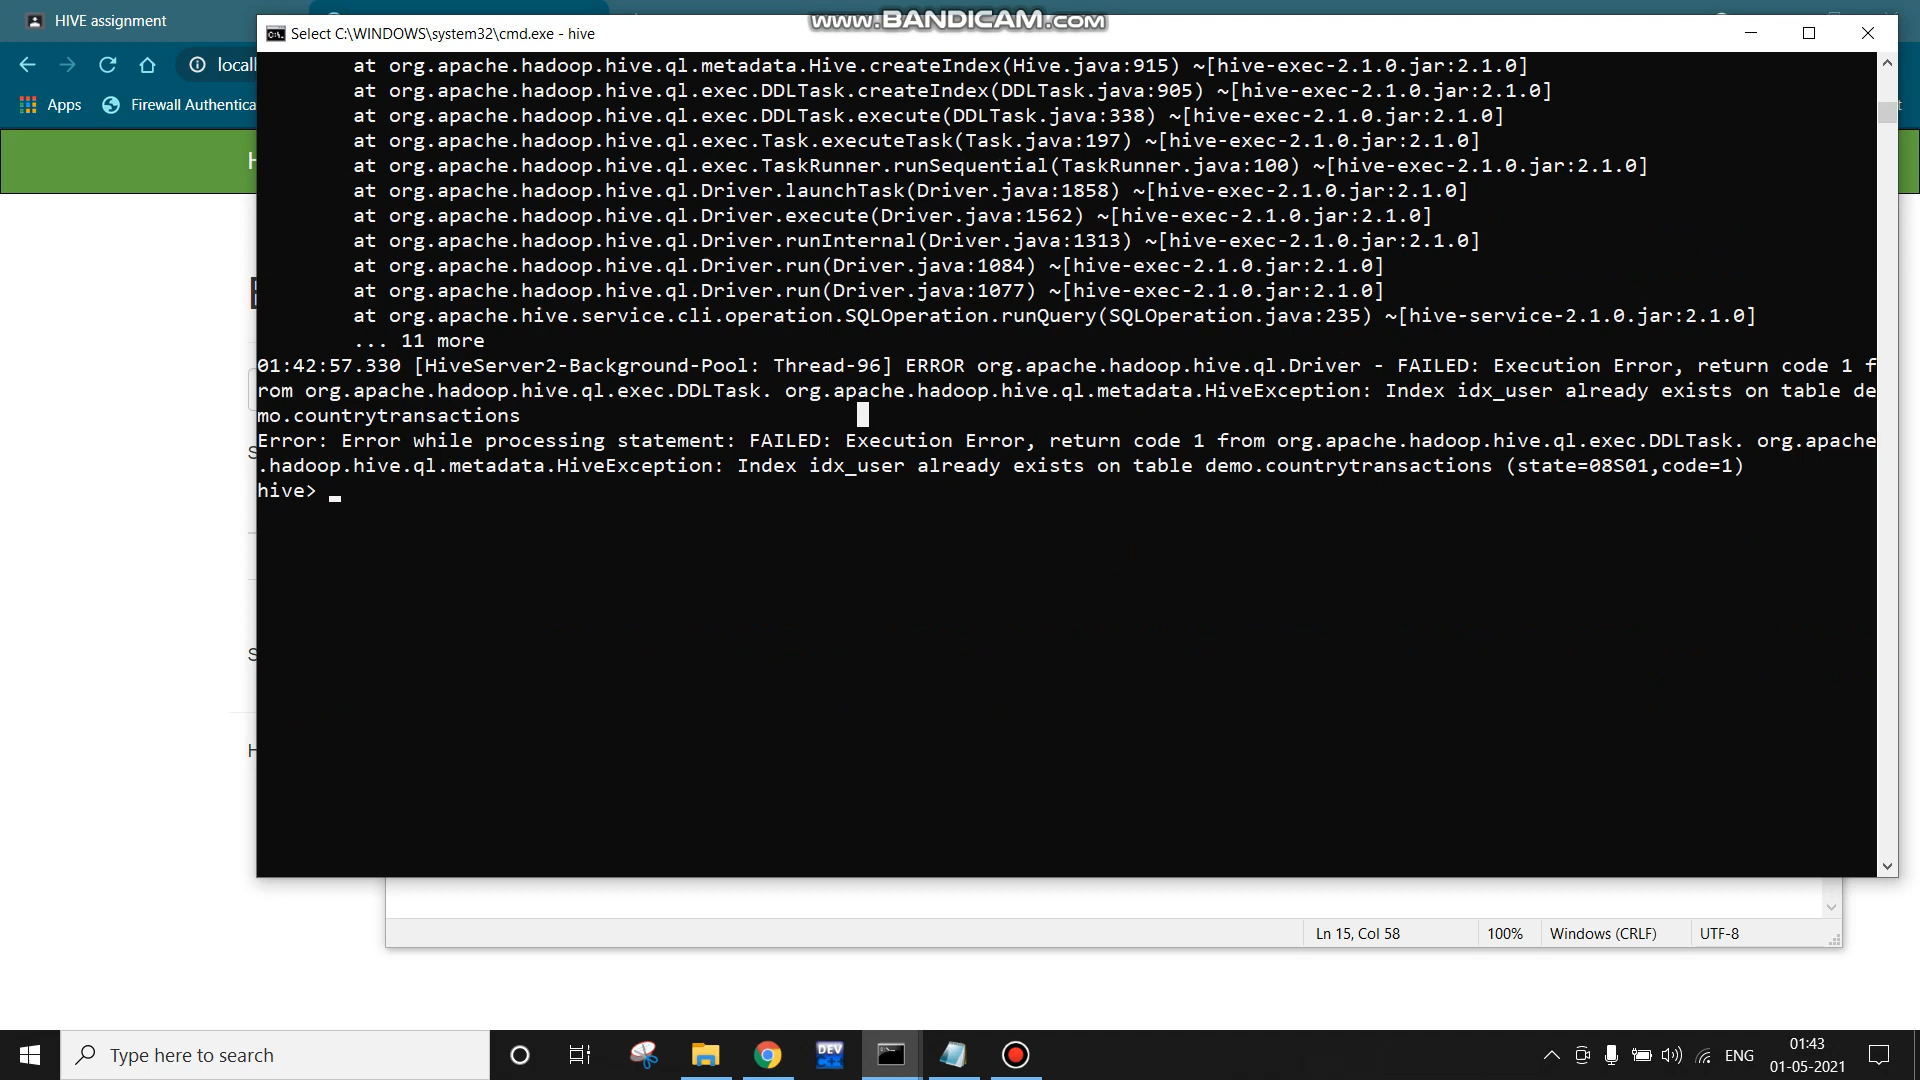 HIVE assignment
www.BANDICAM.com
Select C:\WINDOWS\system32\cmd.exe - hive
locall
Apps
Firewall Authentica
at org.apache.hadoop.hive.ql.metadata.Hive.createIndex(Hive.java:915) ~[hive-exec-2.1.0.jar:2.1.0]
at org.apache.hadoop.hive.ql.exec.DDLTask.createIndex(DDLTask.java:905) ~[hive-exec-2.1.0.jar:2.1.0]
at org.apache.hadoop.hive.ql.exec.DDLTask.execute(DDLTask.java:338) ~[hive-exec-2.1.0.jar:2.1.0]
at org.apache.hadoop.hive.ql.exec.Task.executeTask(Task.java:197) ~[hive-exec-2.1.0.jar:2.1.0]
at org.apache.hadoop.hive.ql.exec.TaskRunner.runSequential(TaskRunner.java:100) ~[hive-exec-2.1.0.jar:2.1.0]
at org.apache.hadoop.hive.ql.Driver.launchTask(Driver.java:1858) ~[hive-exec-2.1.0.jar:2.1.0]
at org.apache.hadoop.hive.ql.Driver.execute(Driver.java:1562) ~[hive-exec-2.1.0.jar:2.1.0]
at org.apache.hadoop.hive.ql.Driver.runInternal(Driver.java:1313) ~[hive-exec-2.1.0.jar:2.1.0]
at org.apache.hadoop.hive.ql.Driver.run(Driver.java:1084) ~[hive-exec-2.1.0.jar:2.1.0]
at org.apache.hadoop.hive.ql.Driver.run(Driver.java:1077) ~[hive-exec-2.1.0.jar:2.1.0]
at org.apache.hive.service.cli.operation.SQLOperation.runQuery(SQLOperation.java:235) ~[hive-service-2.1.0.jar:2.1.0]
... 11 more
01:42:57.330 [HiveServer2-Background-Pool: Thread-96] ERROR org.apache.hadoop.hive.ql.Driver - FAILED: Execution Error, return code 1 f
rom org.apache.hadoop.hive.ql.exec.DDLTask. org.apache.hadoop.hive.ql.metadata.HiveException: Index idx_user already exists on table de
mo.countrytransactions
Error: Error while processing statement: FAILED: Execution Error, return code 1 from org.apache.hadoop.hive.ql.exec.DDLTask. org.apache
.hadoop.hive.ql.metadata.HiveException: Index idx_user already exists on table demo.countrytransactions (state=08S01,code=1)
hive>
Ln 15, Col 58
100%
Windows (CRLF)
UTF-8
Type here to search
DEV
ENG
01:43
01-05-2021